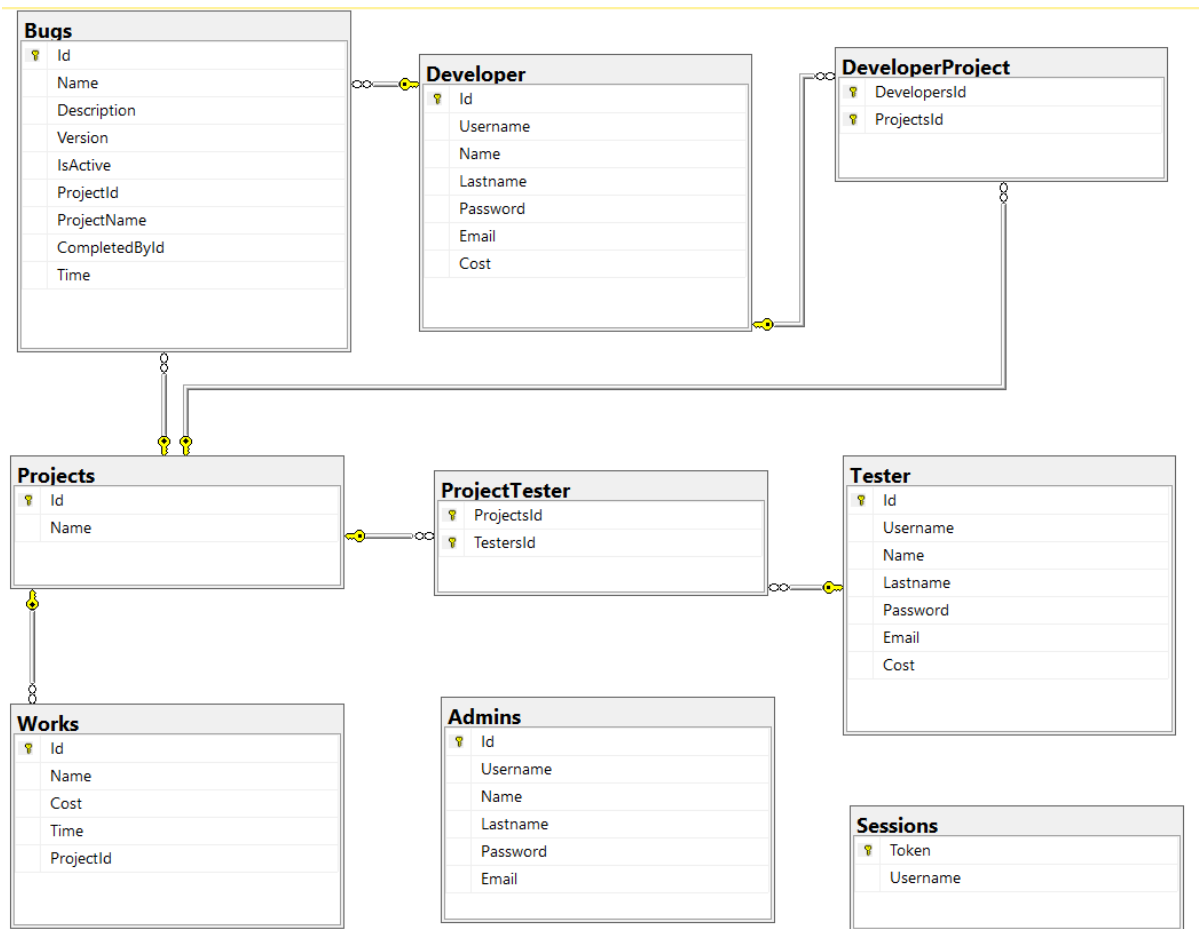 Bugs
Id
Name
Description
Version
IsActive
ProjectId
ProjectName
CompletedById
Time
Developer
Id
Username
Name
Lastname
Password
Email
Cost
DeveloperProject
DevelopersId
ProjectsId
Projects
Id
Name
ProjectTester
ProjectsId
TestersId
Tester
Id
Username
Name
Lastname
Password
Email
Cost
Works
Id
Name
Cost
Time
ProjectId
Admins
Id
Username
Name
Lastname
Password
Email
Sessions
Token
Username